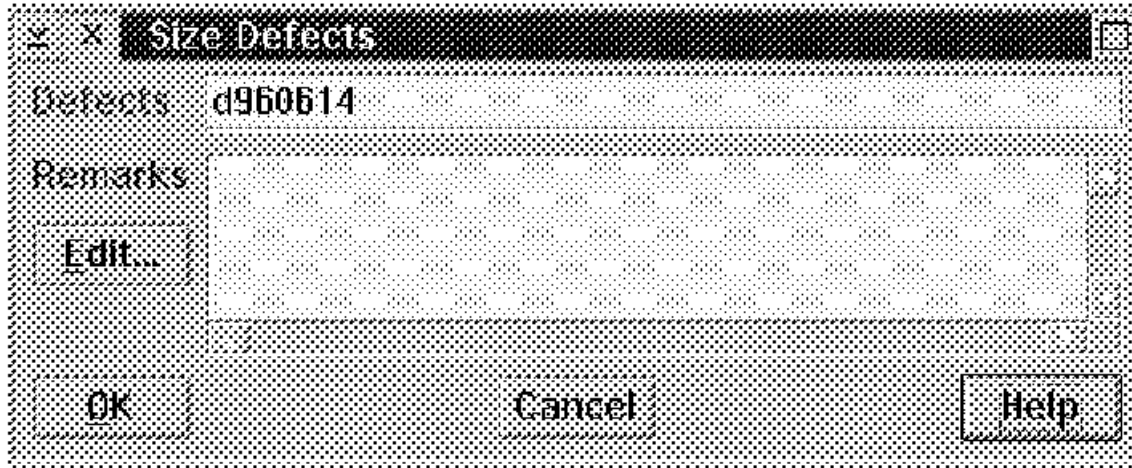 Size Defects
Defects d960614
Remarks
Edit...
OK Cancel Help